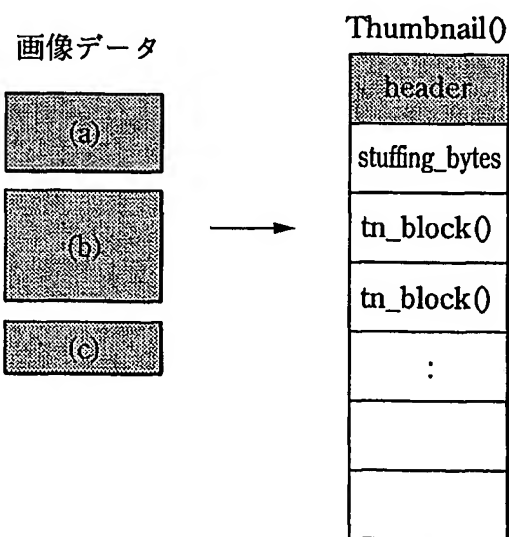 画像データ
(a)
(b)
(c)
Thumbnail()
header
stuffing_bytes
tn_block()
tn_block()
: